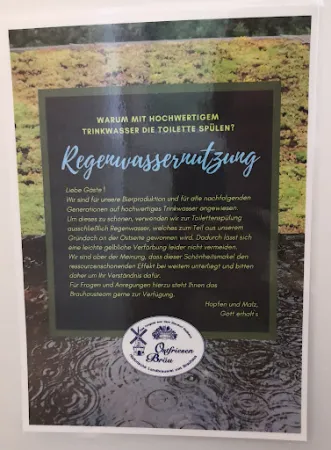 WARUM MIT HOCHWERTIGEM
TRINKWASSER DIE TOILETTE SPÜLEN?
Regenwassernutzung
Liebe Gäste!
Wir sind für unsere Bierproduktion und für alle nachfolgenden
Generationen auf hochwertiges Trinkwasser angewiesen.
Um dieses zu schonen, verwenden wir zur Toilettenspülung
ausschließlich Regenwasser, welches zum Teil aus unserem
Gründach an der Ostseite gewonnen wird. Dadurch lässt sich
eine leichte gelbliche Verfärbung leider nicht vermeiden.
Wir sind aber der Meinung, dass dieser Schönheitsmakel den
ressourcenschonenden Effekt bei weitem unterliegt und bitten
daher um Ihr Verständnis dafür.
Für Fragen und Anregungen hierzu steht Ihnen das
Brauhausteam gerne zur Verfügung.
Hopfen und Malz,
Gott erhalt's
Ostfriesen
Bräu